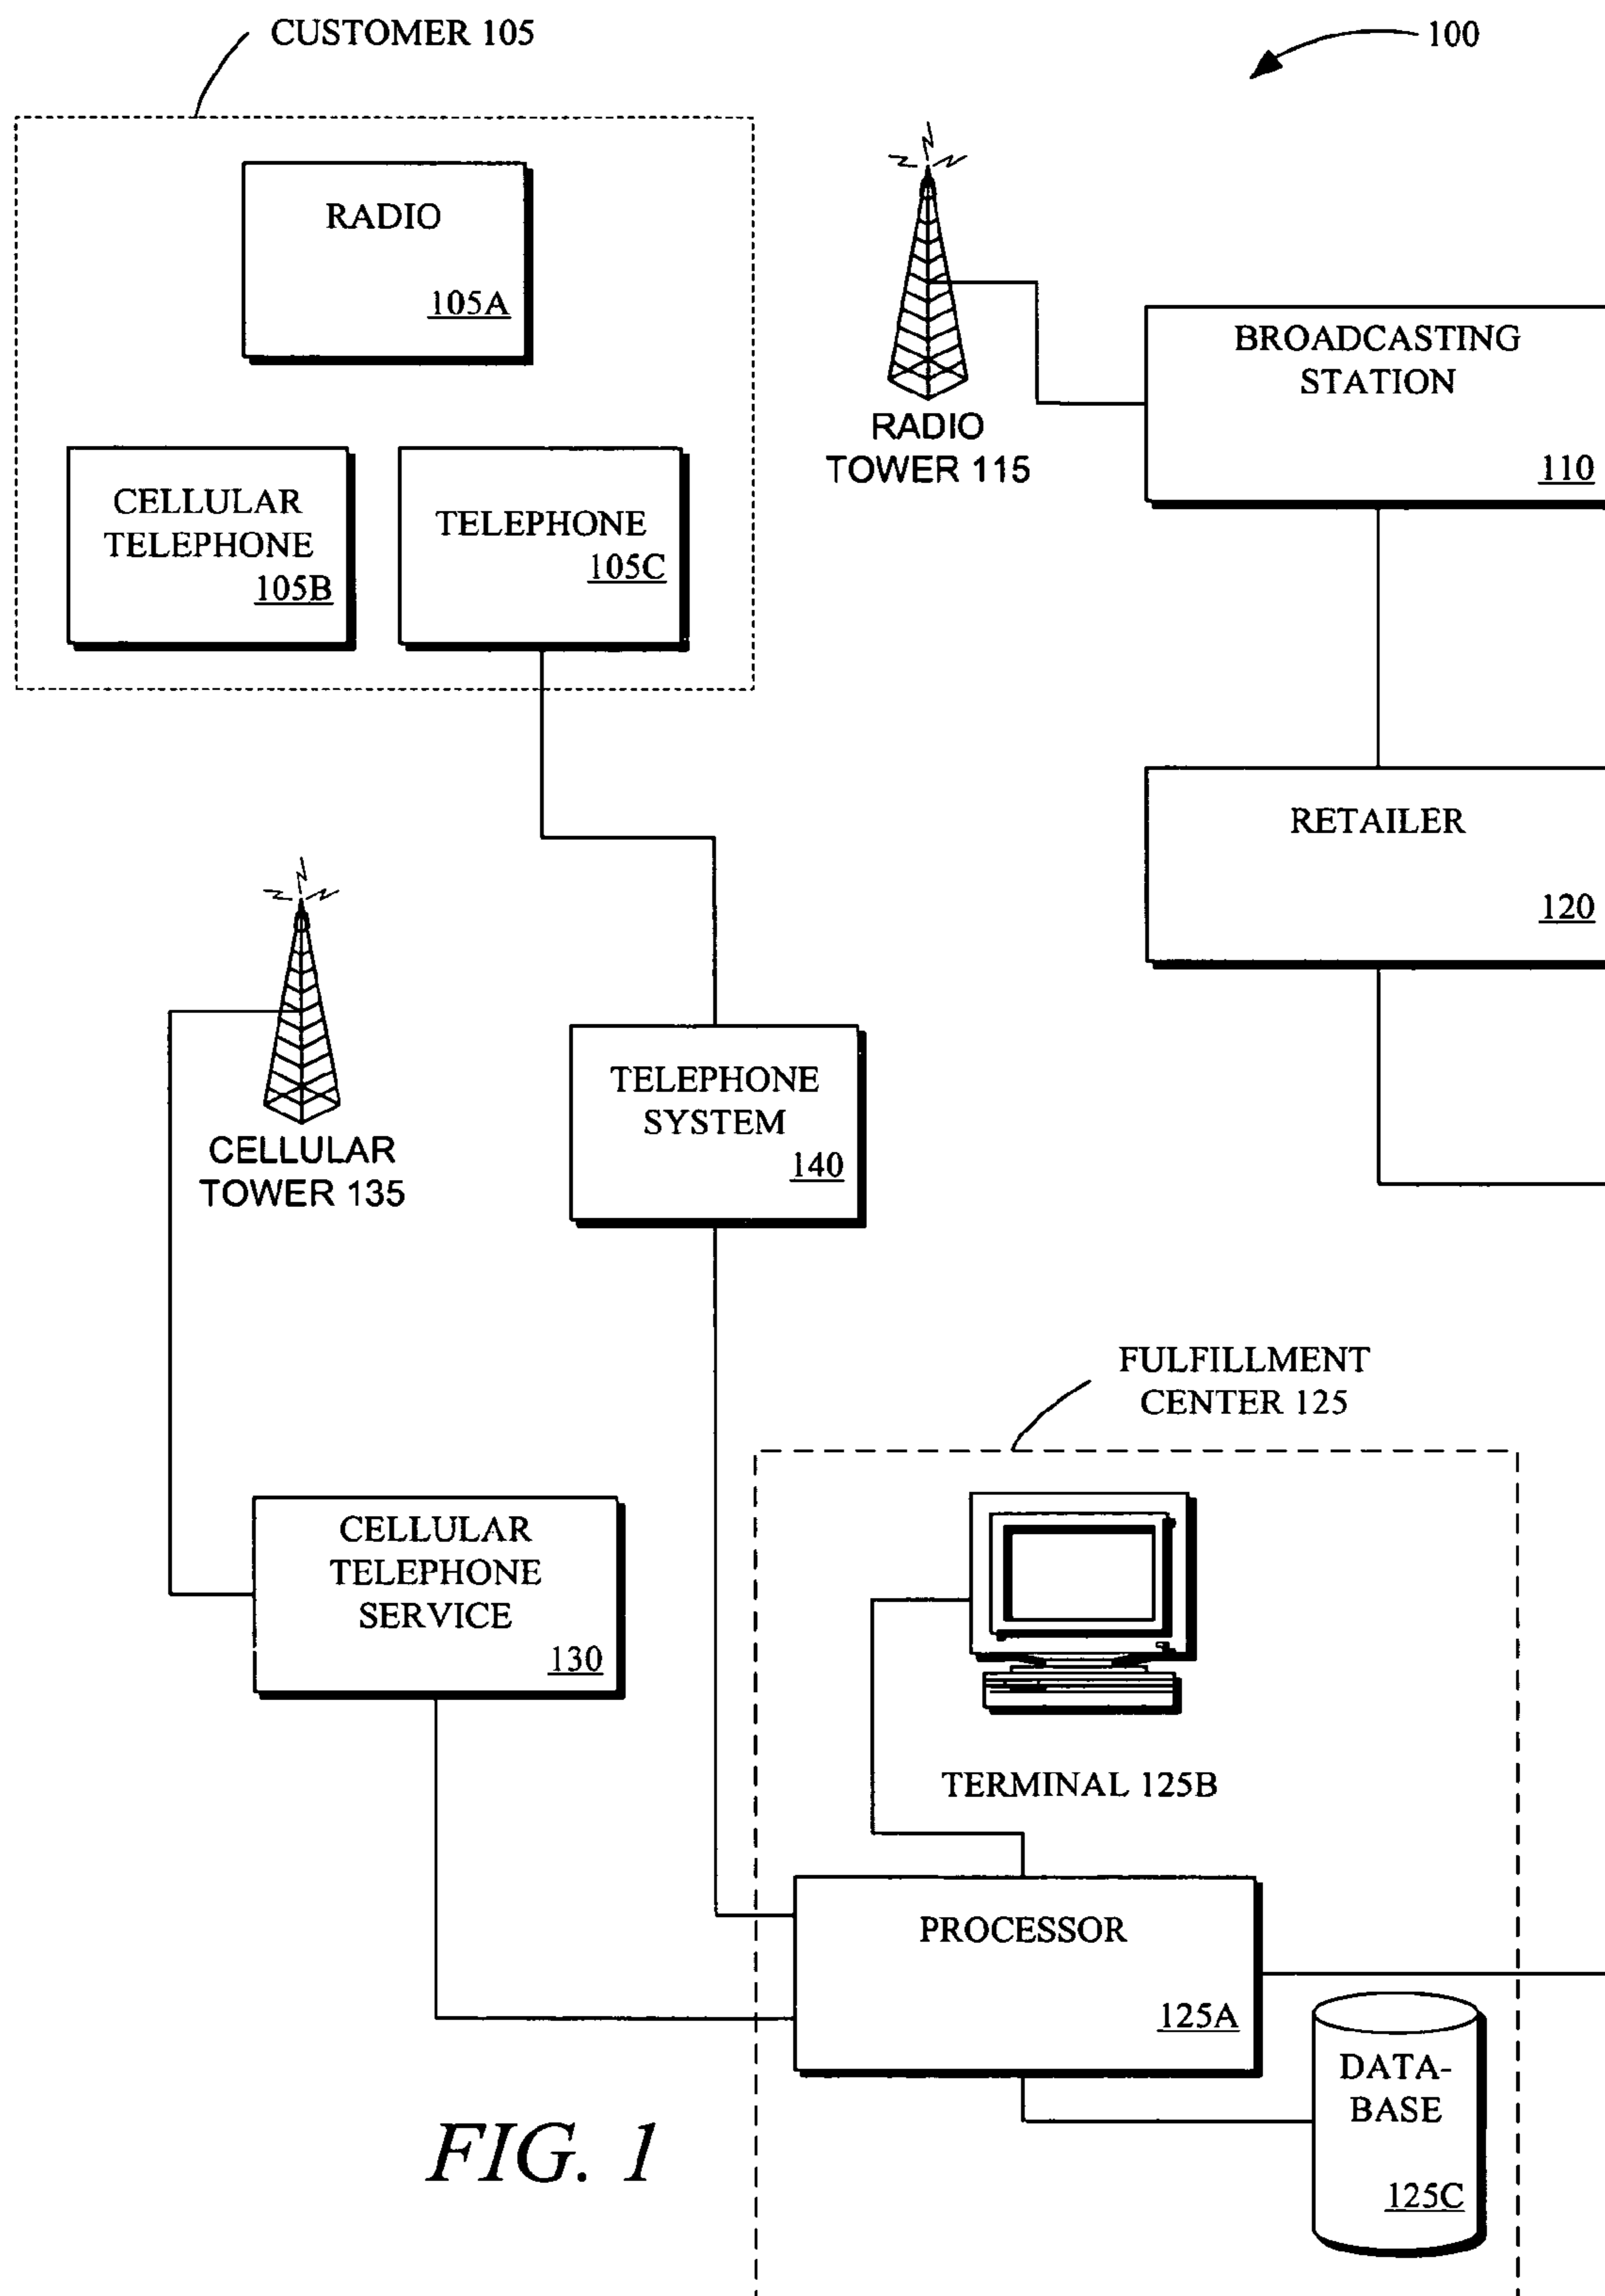 CUSTOMER 105
100
RADIO
105A
CELLULAR
TELEPHONE
105B
TELEPHONE
105C
RADIO
TOWER 115
BROADCASTING
STATION
110
RETAILER
120
CELLULAR
TOWER 135
TELEPHONE
SYSTEM
140
FULFILLMENT
CENTER 125
CELLULAR
TELEPHONE
SERVICE
130
TERMINAL 125B
PROCESSOR
125A
DATA-
BASE
125C
FIG. 1